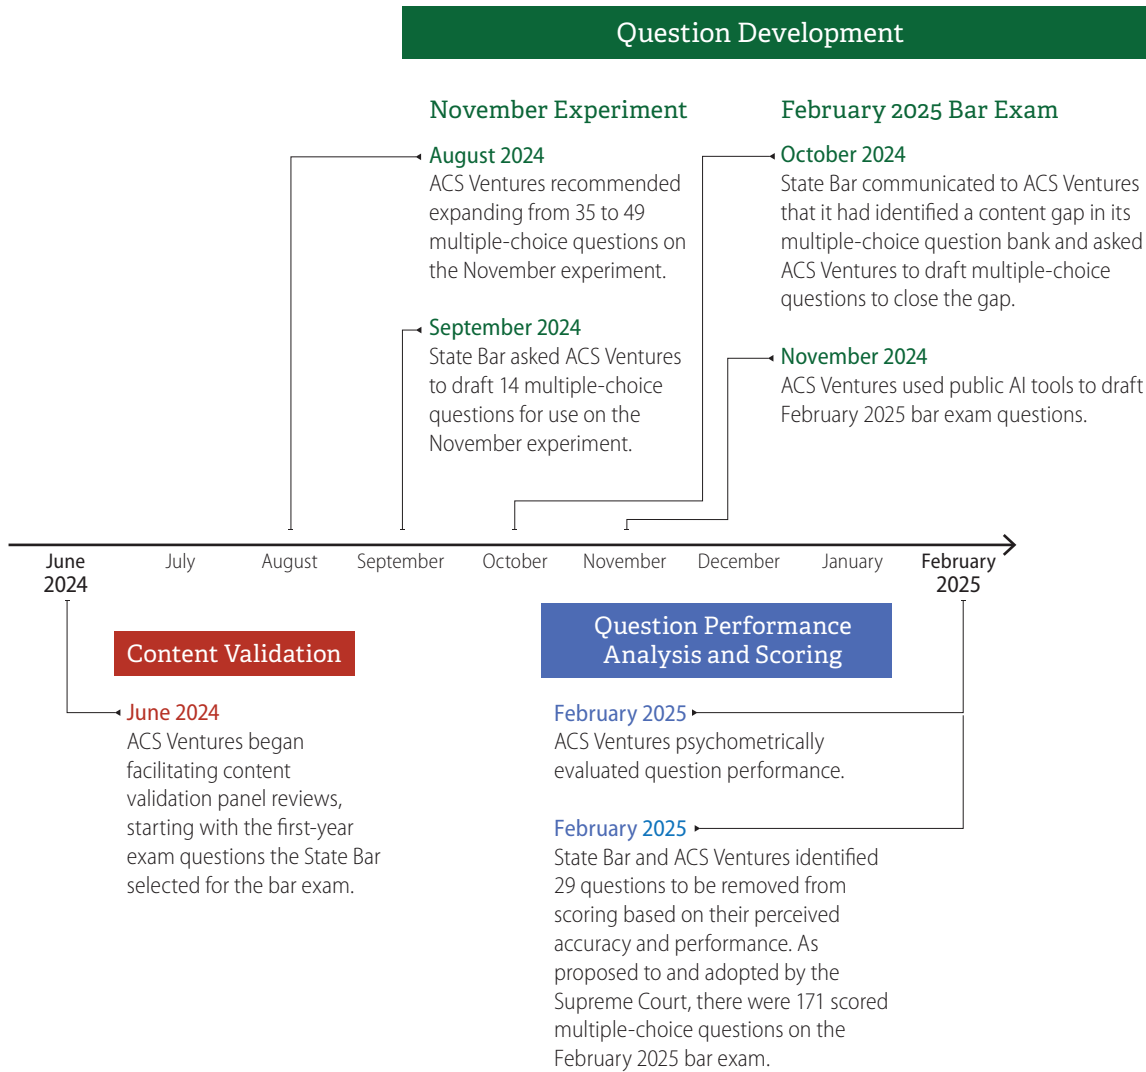 Question Development
November Experiment
August 2024
ACS Ventures recommended
expanding from 35 to 49
multiple-choice questions on
the November experiment.
September 2024
State Bar asked ACS Ventures
to draft 14 multiple-choice
questions for use on the
November experiment.
February 2025 Bar Exam
October 2024
State Bar communicated to ACS Ventures
that it had identified a content gap in its
multiple-choice question bank and asked
ACS Ventures to draft multiple-choice
questions to close the gap.
November 2024
ACS Ventures used public AI tools to draft
February 2025 bar exam questions.
June
2024
July
August
September
October
November
December
January
February
2025
Content Validation
June 2024
ACS Ventures began
facilitating content
validation panel reviews,
starting with the first-year
exam questions the State Bar
selected for the bar exam.
Question Performance
Analysis and Scoring
February 2025
ACS Ventures psychometrically
evaluated question performance.
February 2025
State Bar and ACS Ventures identified
29 questions to be removed from
scoring based on their perceived
accuracy and performance. As
proposed to and adopted by the
Supreme Court, there were 171 scored
multiple-choice questions on the
February 2025 bar exam.